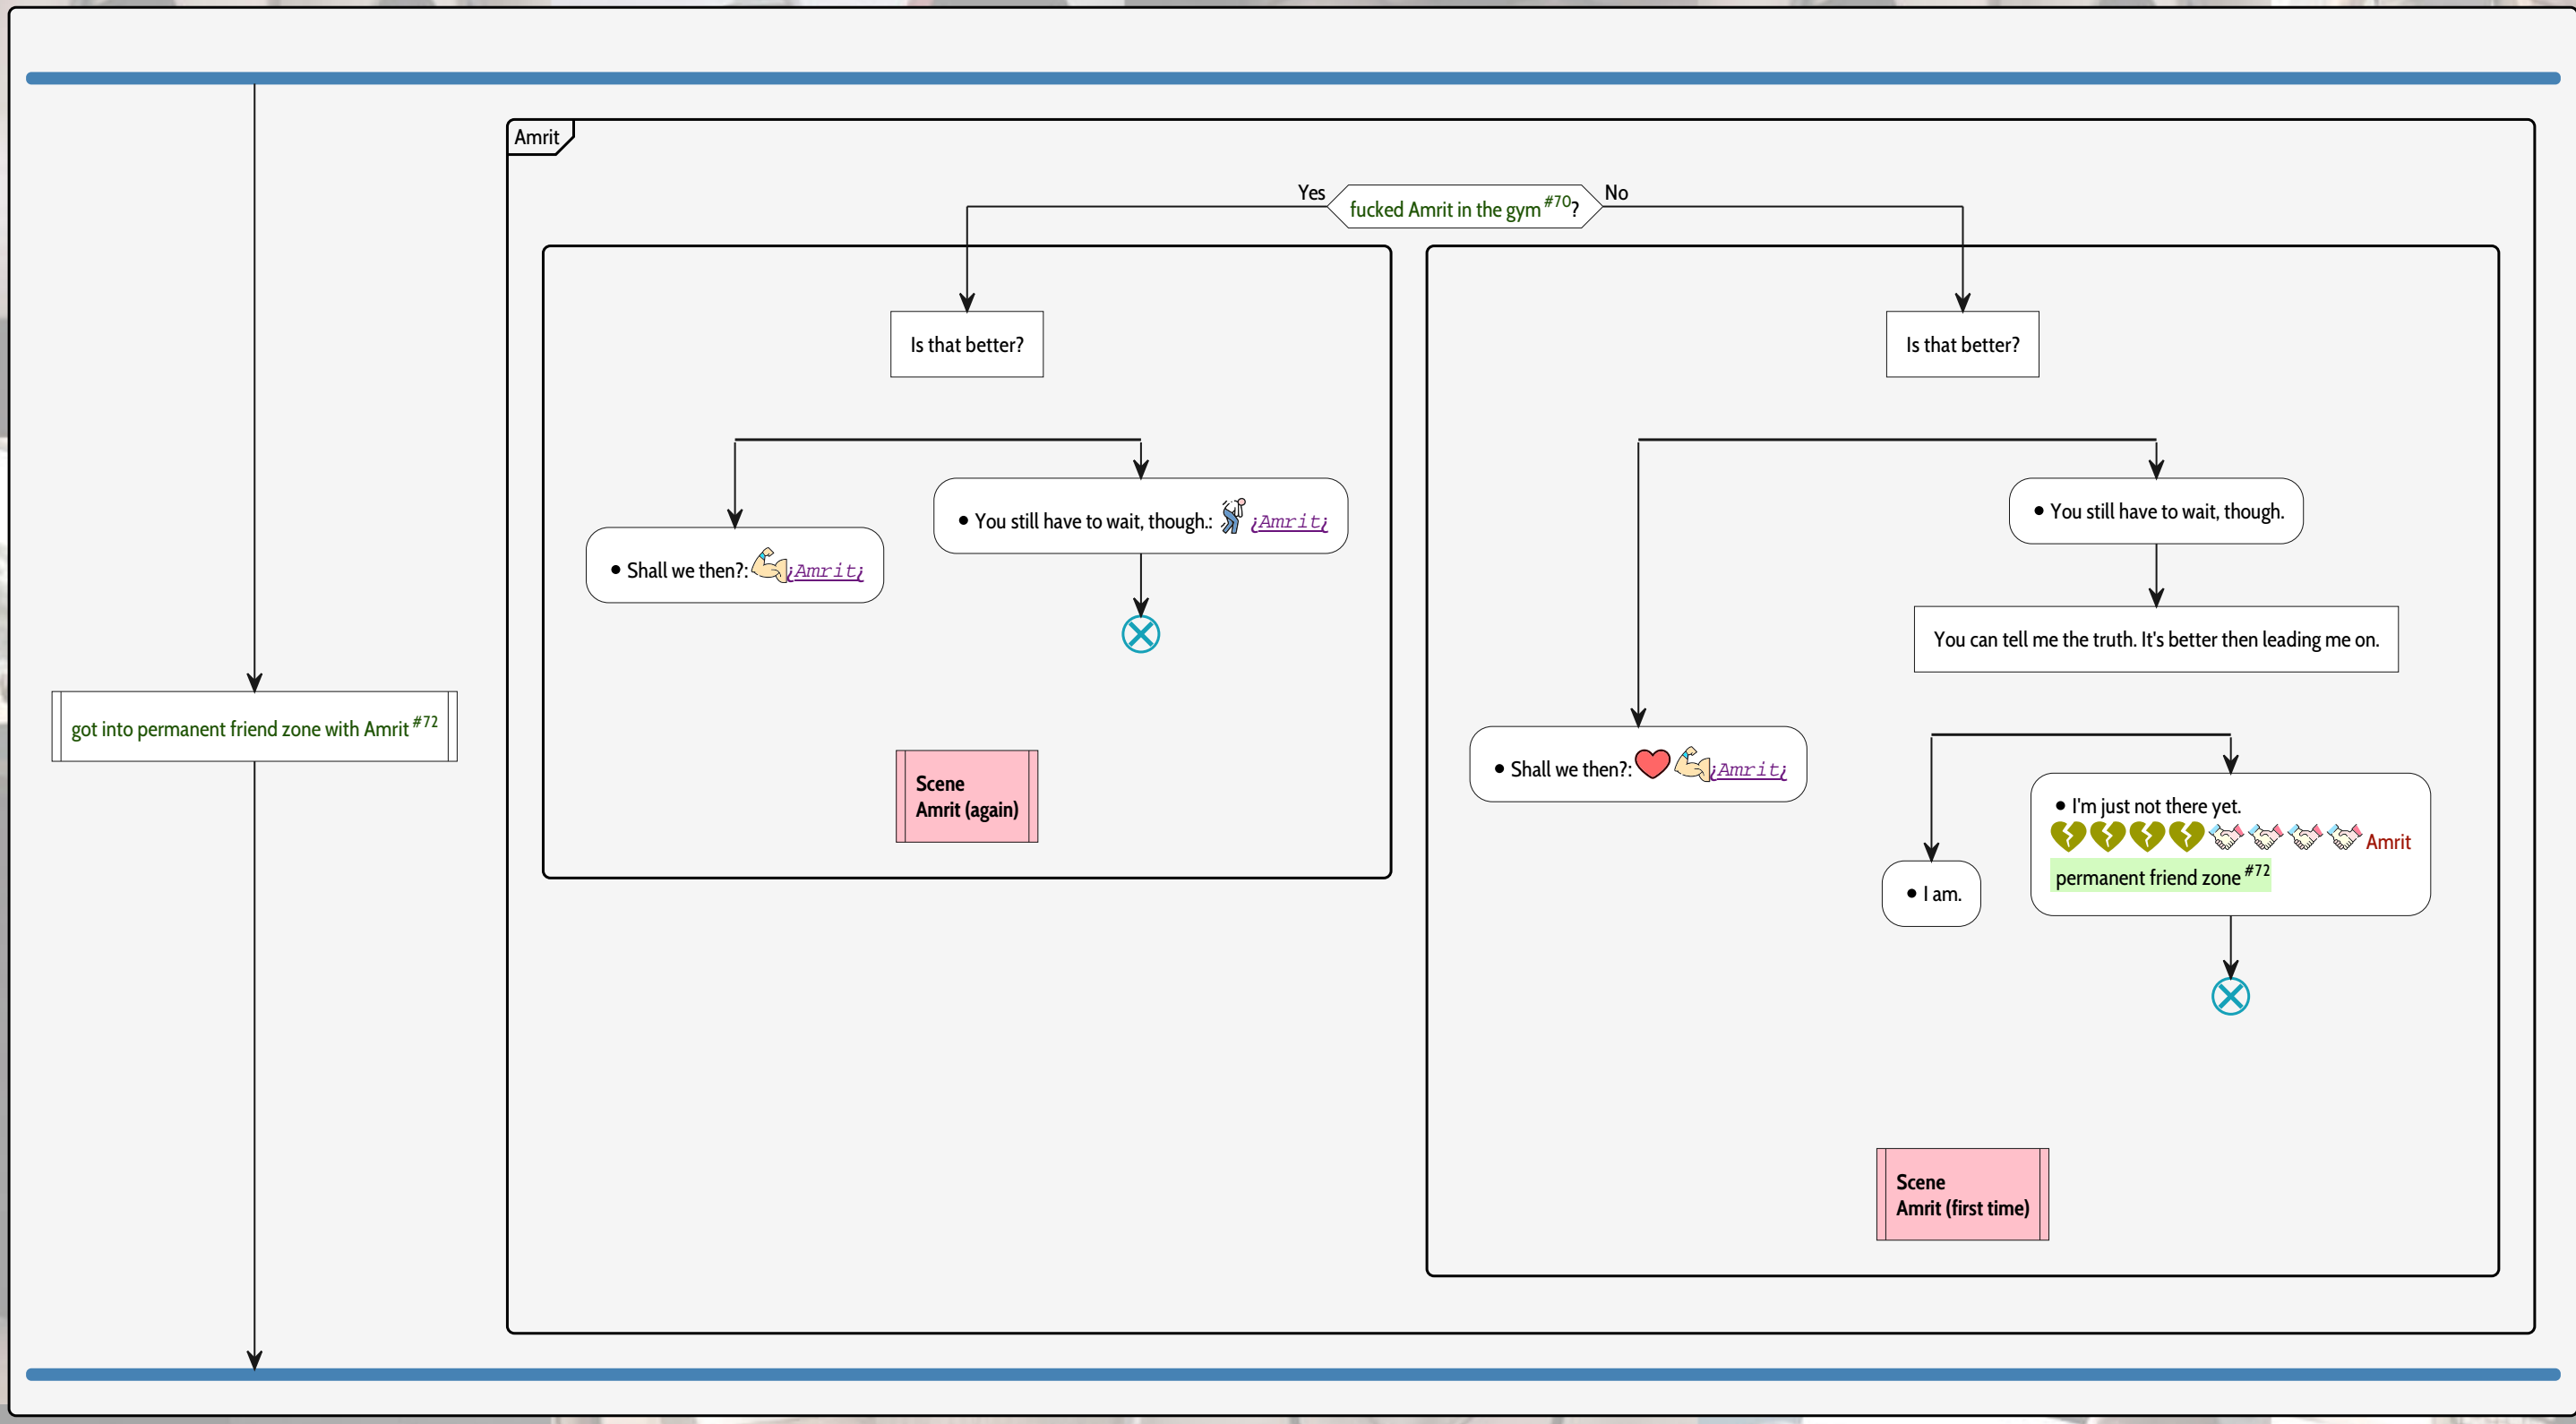 Amrit
Yes
fucked Amrit in the gym #70?
No
Is that better?
Is that better?
• You still have to wait, though.: ¿Amrit¿
• You still have to wait, though.
• Shall we then?: ¿Amrit¿
You can tell me the truth. It's better then leading me on.
got into permanent friend zone with Amrit #72
• Shall we then?: ¿Amrit¿
Scene
Amrit (again)
• I'm just not there yet.
Amrit
permanent friend zone #72
• I am.
Scene
Amrit (first time)